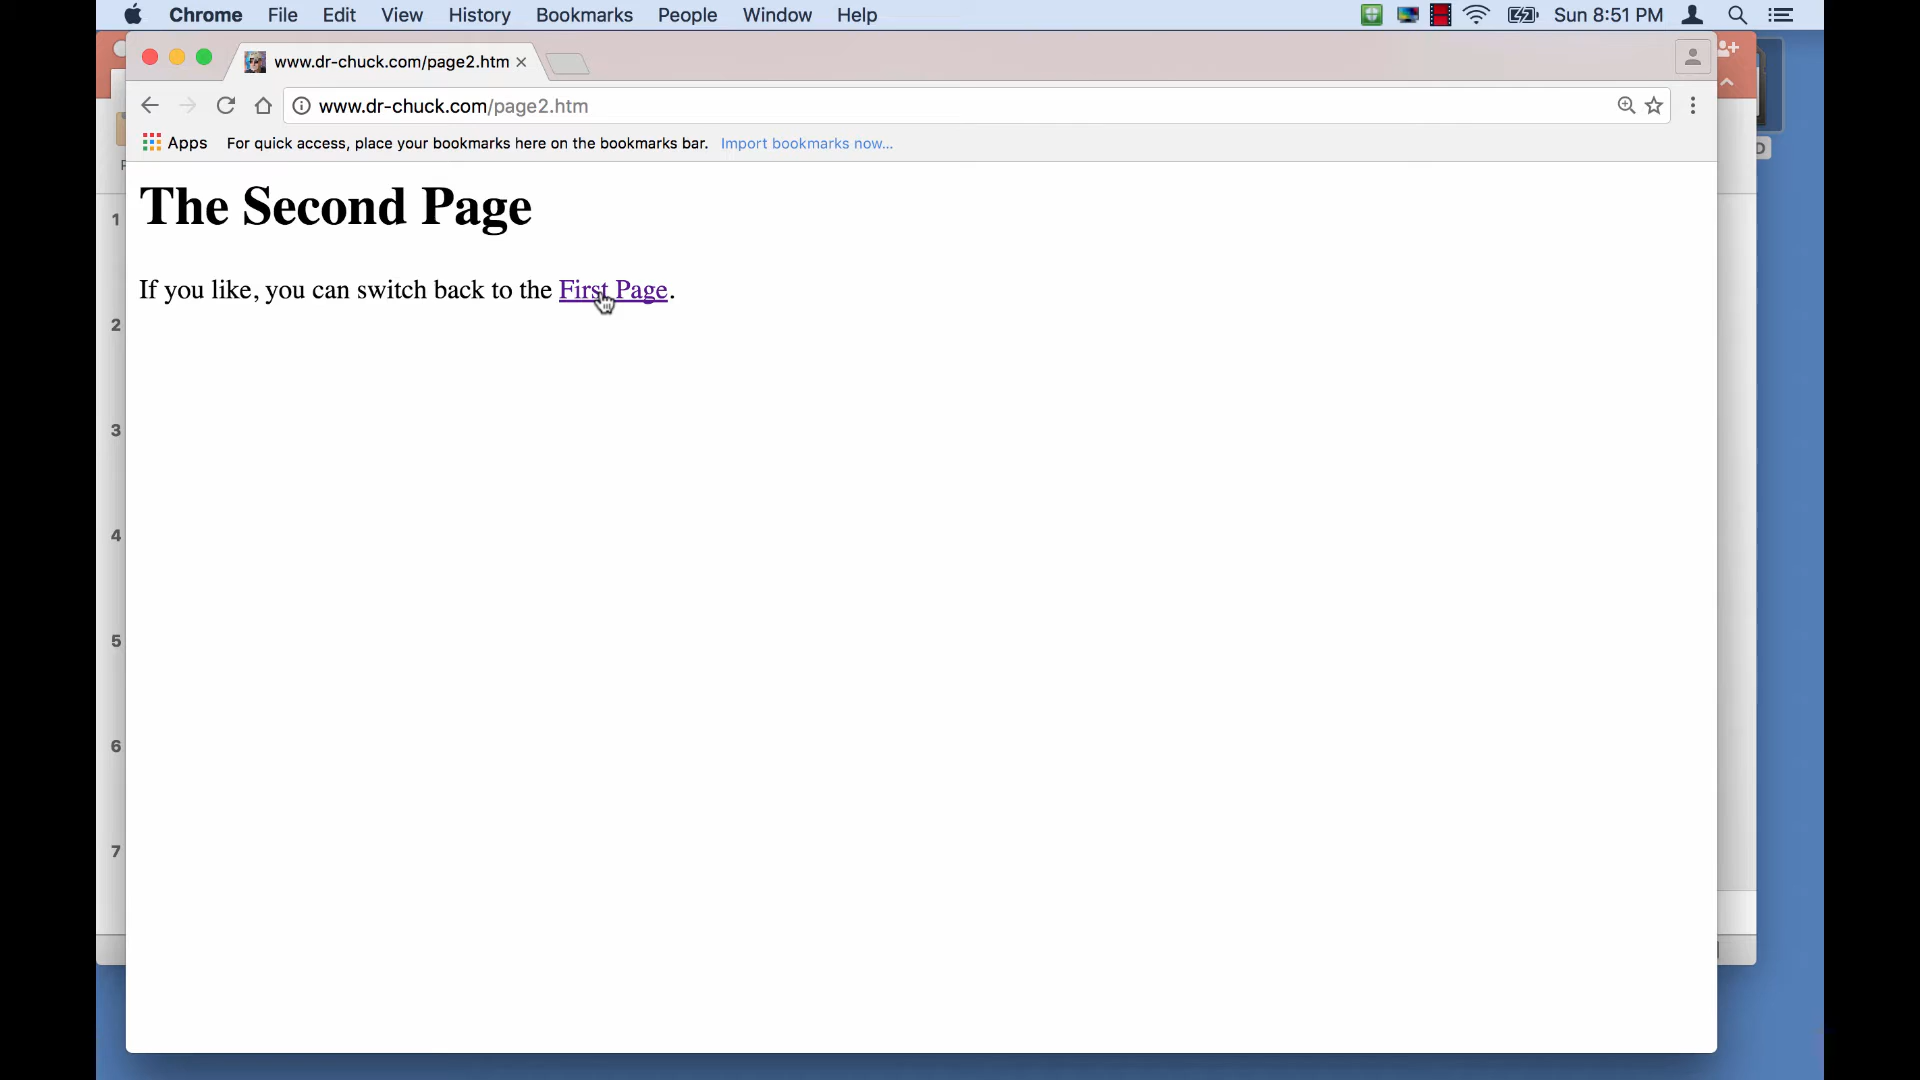 Chrome File Edit View History Bookmarks People Window Help Sun 8:51 PM
www.dr-chuck.com/page2.htm
www.dr-chuck.com/page2.htm
Apps For quick access, place your bookmarks here on the bookmarks bar. Import bookmarks now...
The Second Page
If you like, you can switch back to the First Page.
1
2
3
4
5
6
7